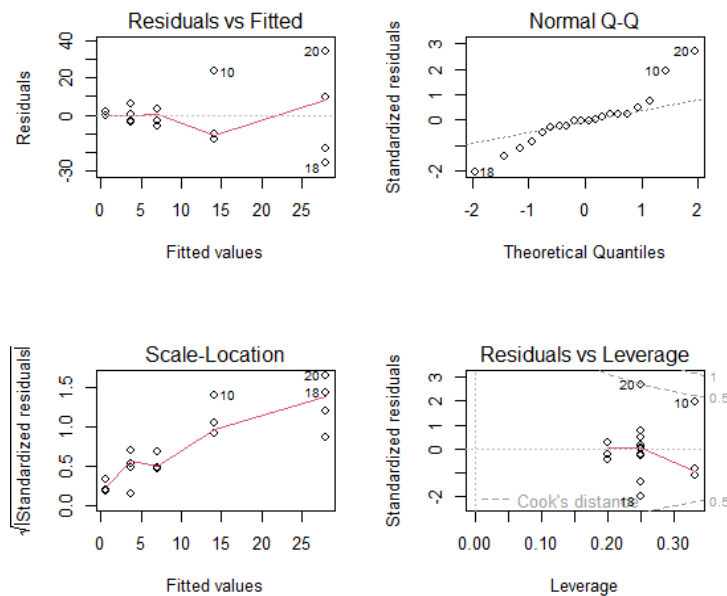 Residuals vs Fitted
Residuals
40
20
0
-30
20
10
18
0 5 10 15 20 25
Fitted values
Normal Q-Q
Standardized residuals
3
2
1
0
-2
20
10
18
-2 -1 0 1 2
Theoretical Quantiles
Scale-Location
√|Standardized residuals|
1.5
1.0
0.5
0.0
20
10
18
0 5 10 15 20 25
Fitted values
Residuals vs Leverage
Standardized residuals
3
2
1
0
-2
20
10
18
1
0.5
0.5
Cook's distance
0.00 0.10 0.20 0.30
Leverage